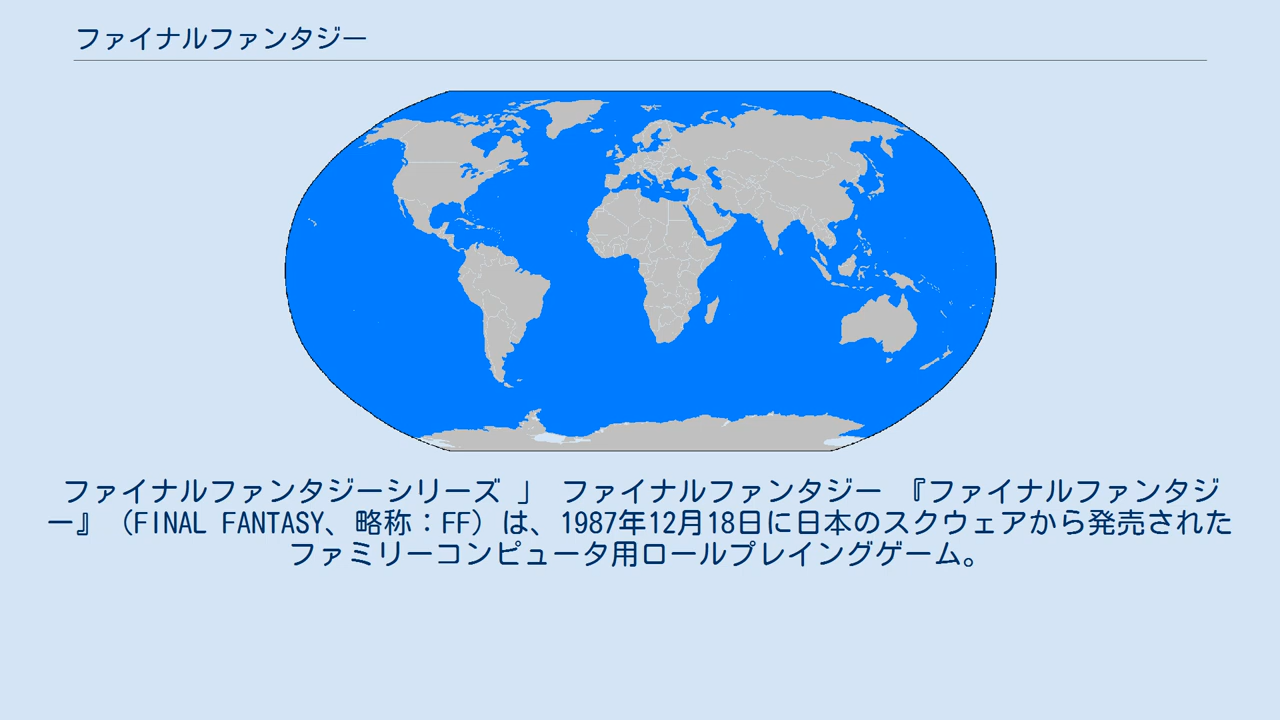 ファイナルファンタジー
ファイナルファンタジーシリーズ 」 ファイナルファンタジー 『ファイナルファンタジ
ー』（FINAL FANTASY、略称：FF）は、1987年12月18日に日本のスクウェアから発売された
ファミリーコンピュータ用ロールプレイングゲーム。